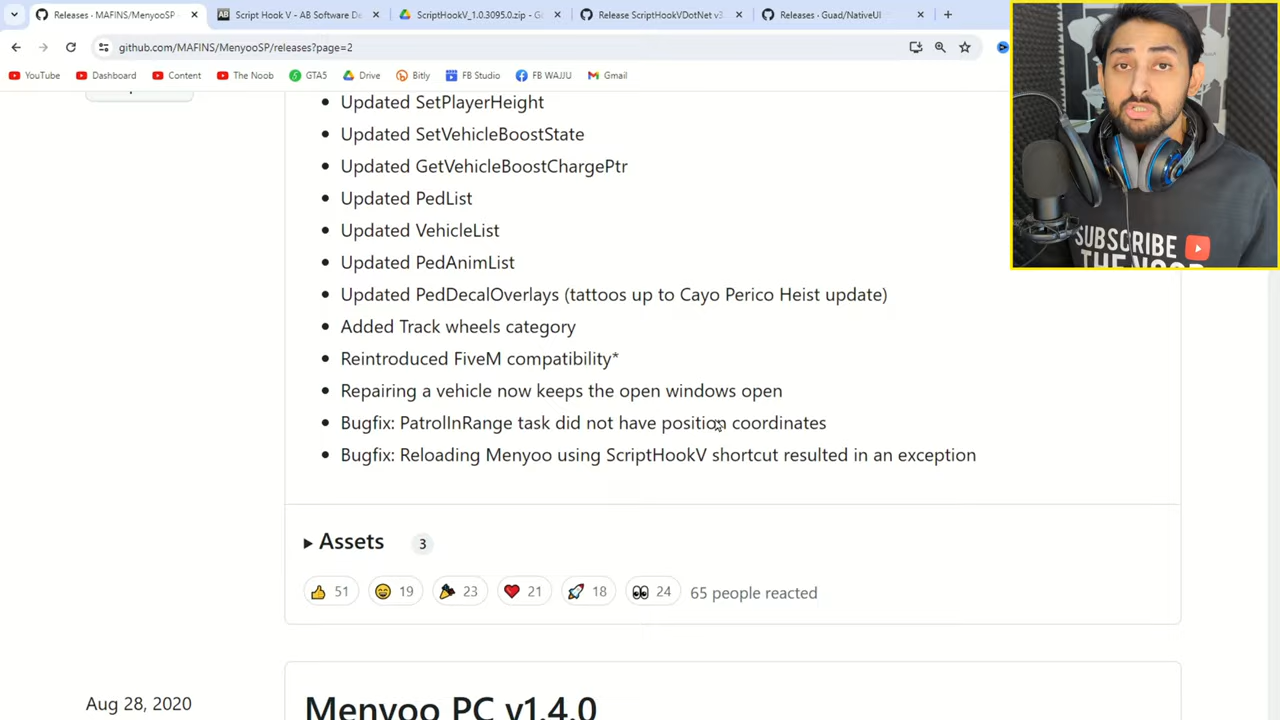 Releases - MAFINS/MenyooSP
Script Hook V - AB Software D
ScriptHookV_1.0.3095.0.zip - G
Release ScriptHookVDotNet v3
Releases · Guad/NativeUI
github.com/MAFINS/MenyooSP/releases?page=2
YouTube
Dashboard
Content
The Noob
GTA5
Drive
Bitly
FB WAJJU
Gmail
Updated SetPlayerHeight
Updated SetVehicleBoostState
Updated GetVehicleBoostChargePtr
Updated PedList
Updated VehicleList
Updated PedAnimList
Updated PedDecalOverlays (tattoos up to Cayo Perico Heist update)
Added Track wheels category
Reintroduced FiveM compatibility*
Repairing a vehicle now keeps the open windows open
Bugfix: PatrolInRange task did not have position coordinates
Bugfix: Reloading Menyoo using ScriptHookV shortcut resulted in an exception
Assets 3
51 19 23 21 18 24 65 people reacted
Aug 28, 2020
Menyoo PC v1.4.0
SUBSCRIBE
THE NOOB